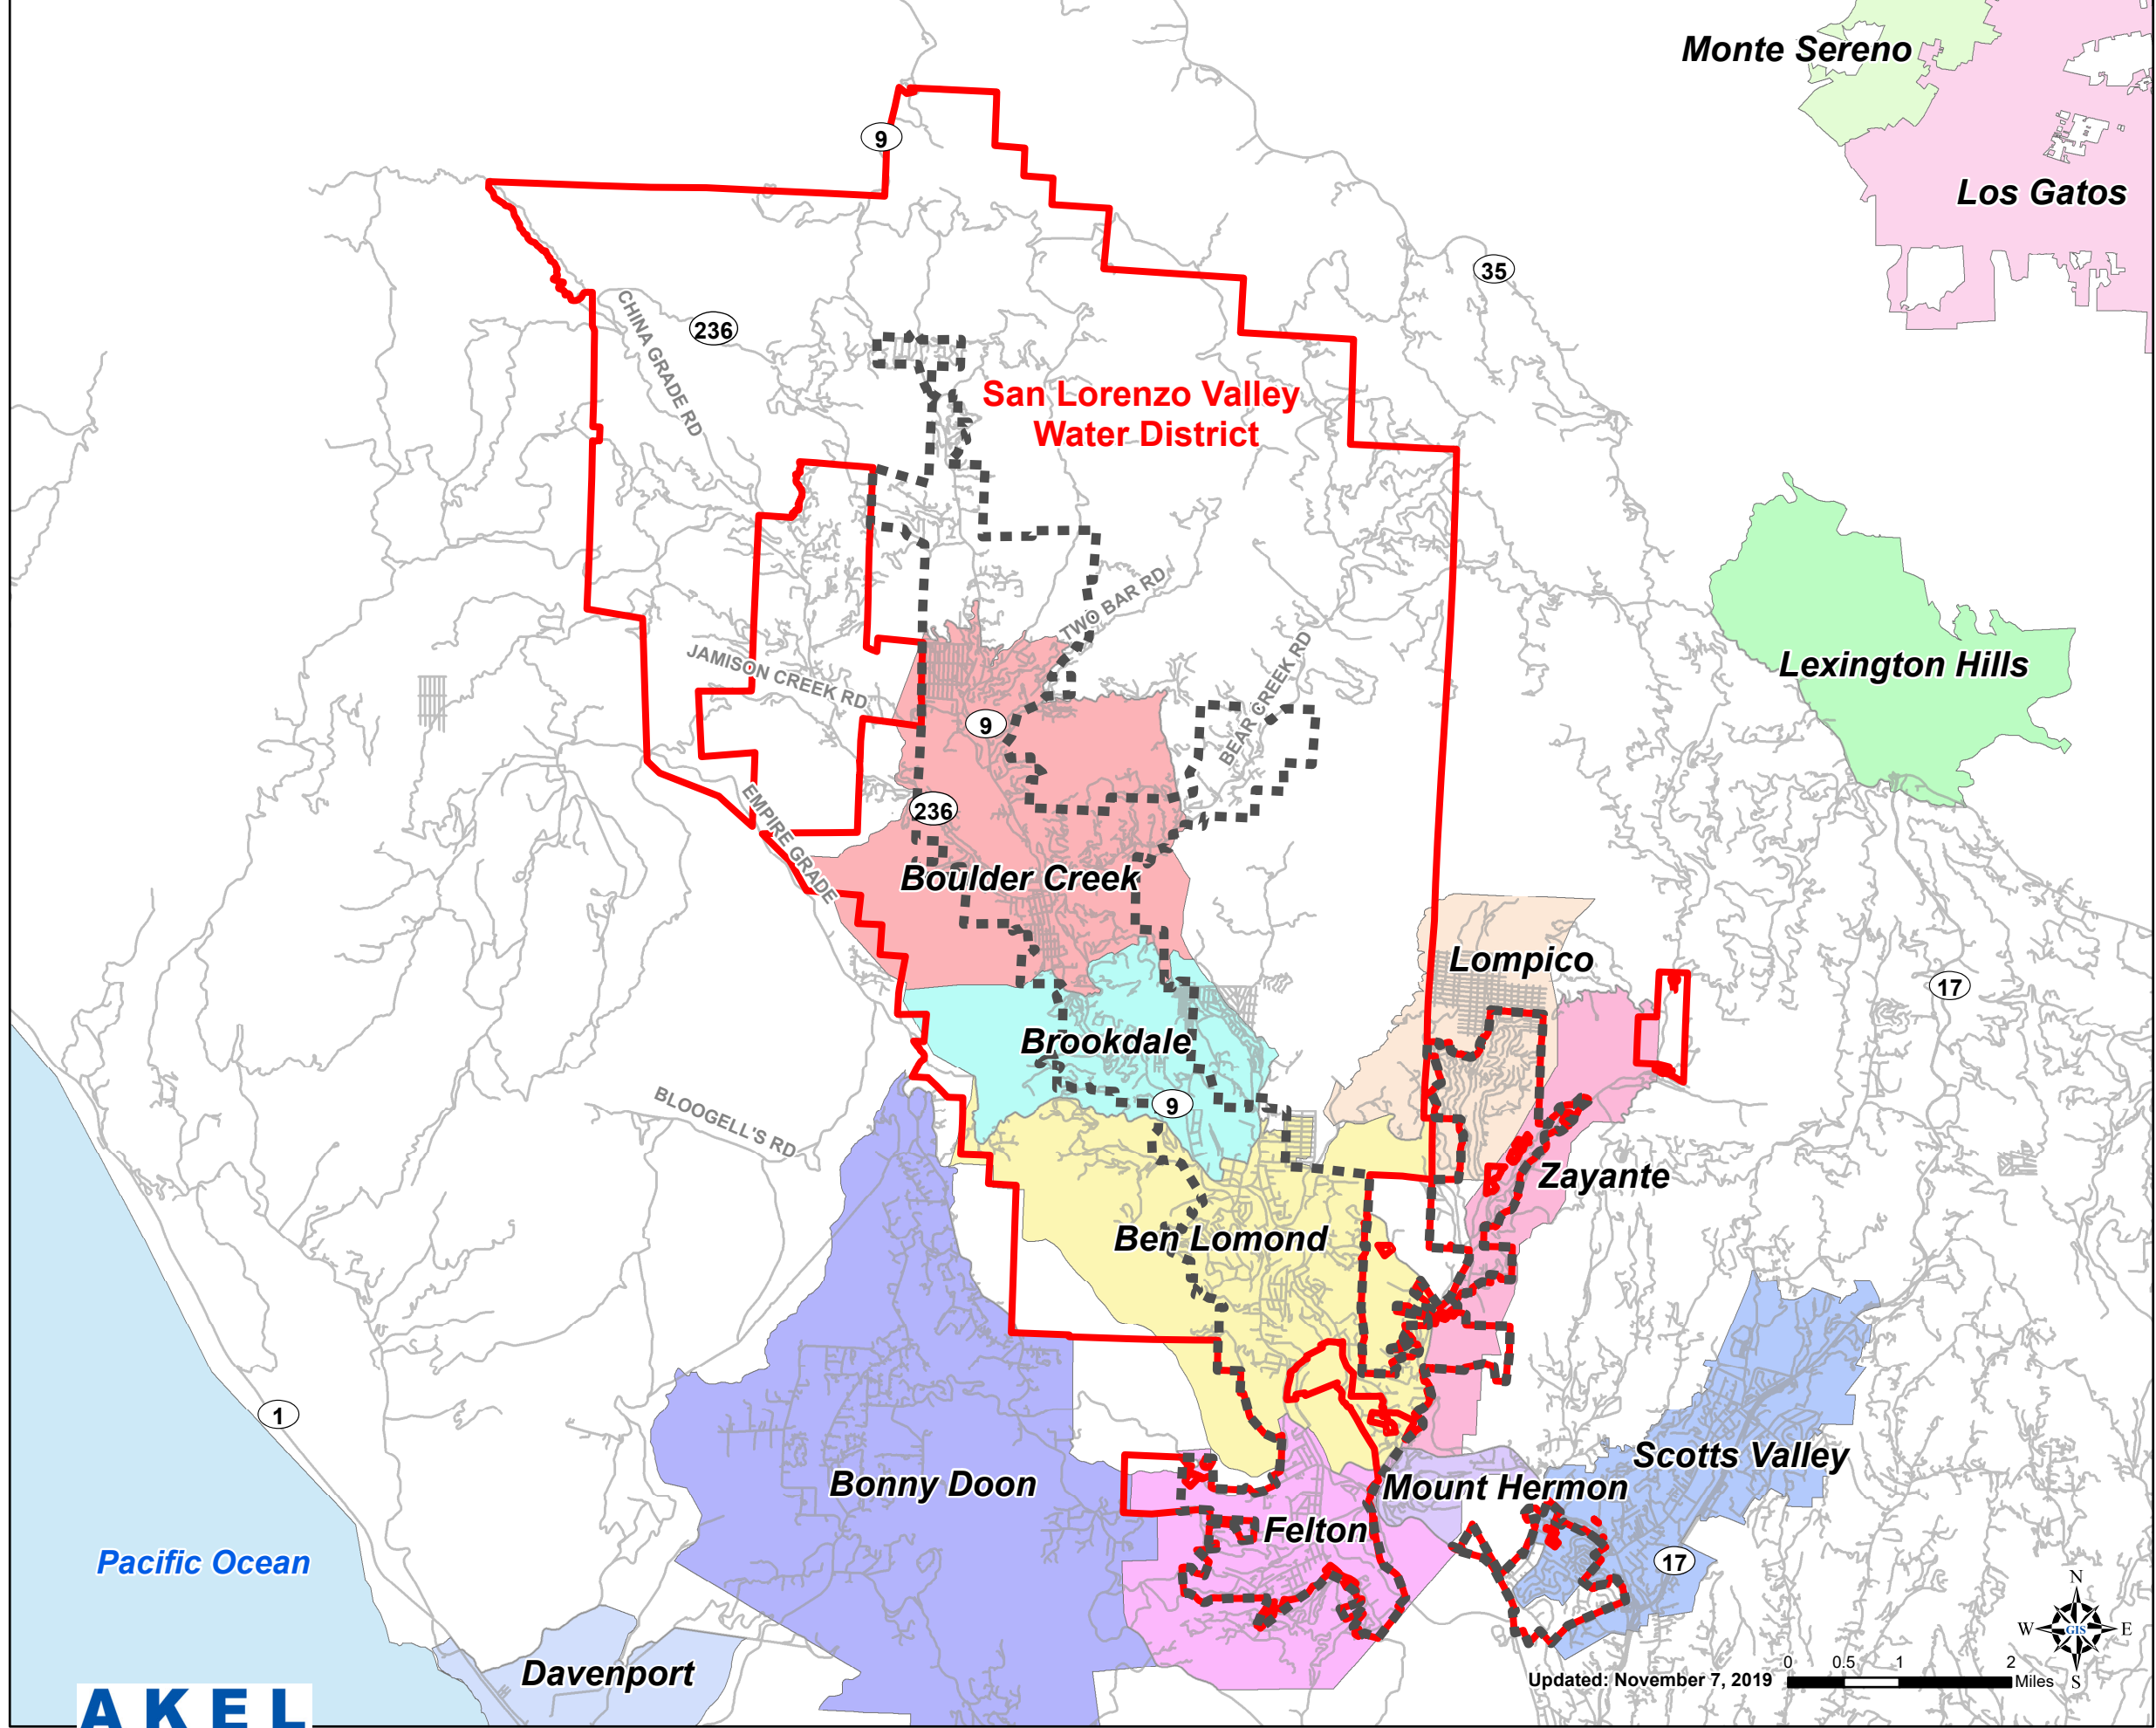 Monte Sereno
9
Los Gatos
35
CHINA GRADE RD
236
San Lorenzo Valley
Water District
TWO BAR RD
BEAR CREEK RD
JAMISON CREEK RD
Lexington Hills
9
EMPIRE GRADE
236
Boulder Creek
Lompico
17
Brookdale
BLOOGELL'S RD
9
Zayante
Ben Lomond
1
Scotts Valley
Bonny Doon
Mount Hermon
Felton
Pacific Ocean
17
N
W
GIS
E
S
Davenport
Updated: November 7, 2019
0 0.5 1 2
Miles
AKEL